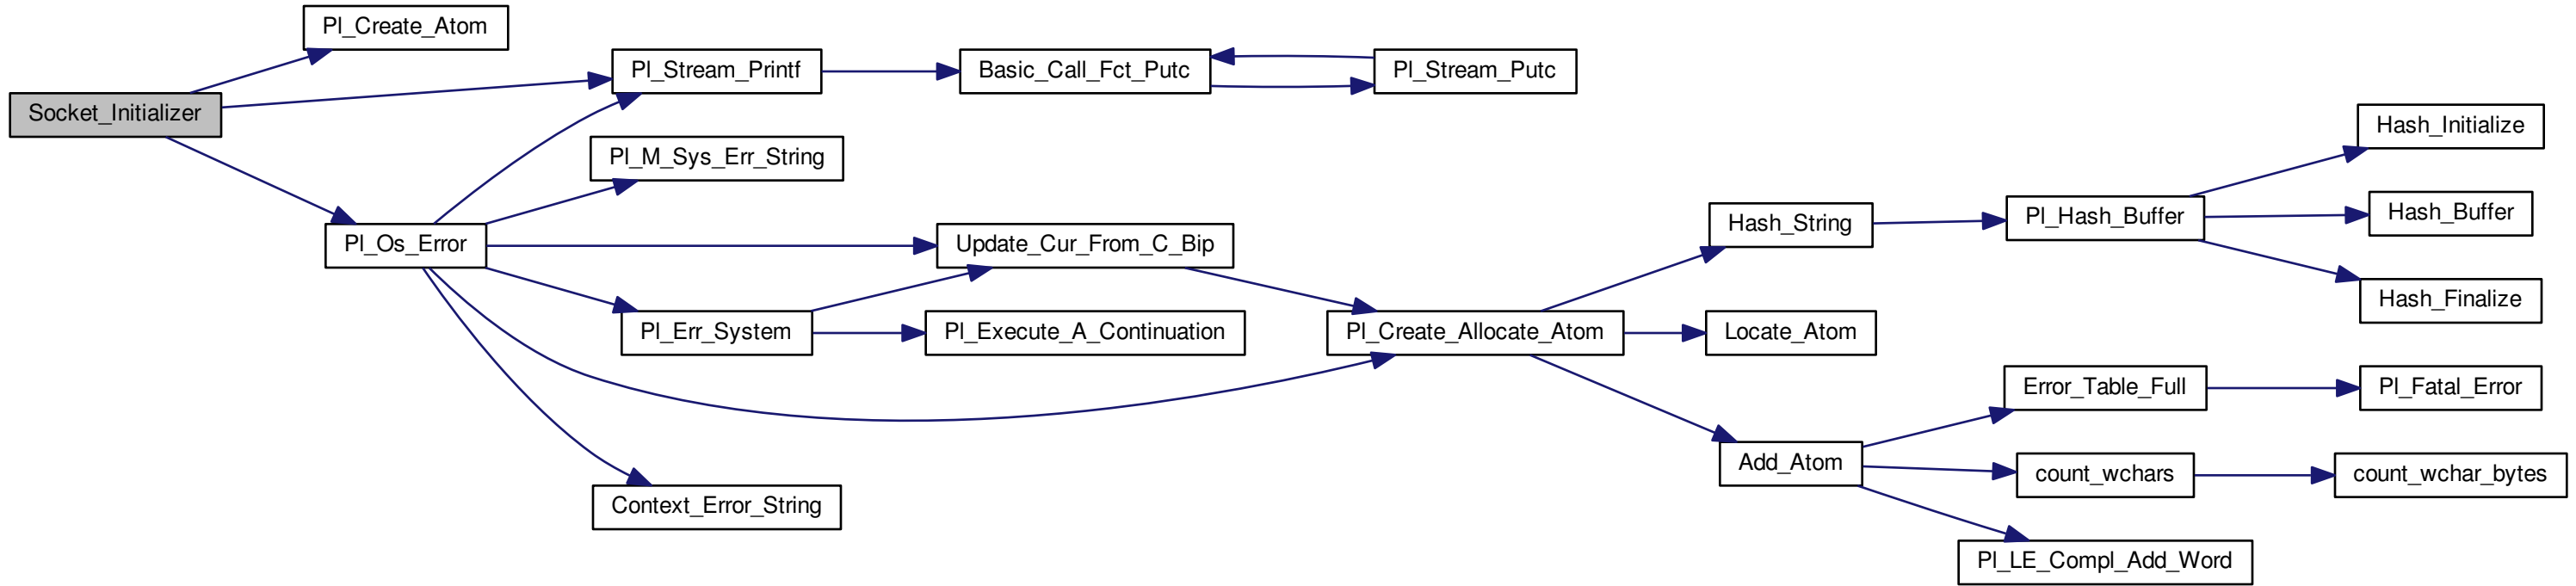 Socket_Initializer
Pl_Create_Atom
Pl_Stream_Printf
Basic_Call_Fct_Putc
Pl_Stream_Putc
Pl_Os_Error
Pl_M_Sys_Err_String
Update_Cur_From_C_Bip
Pl_Err_System
Pl_Execute_A_Continuation
Context_Error_String
Pl_Create_Allocate_Atom
Hash_String
Locate_Atom
Add_Atom
Pl_Hash_Buffer
Hash_Initialize
Hash_Buffer
Hash_Finalize
Error_Table_Full
Pl_Fatal_Error
count_wchars
count_wchar_bytes
Pl_LE_Compl_Add_Word